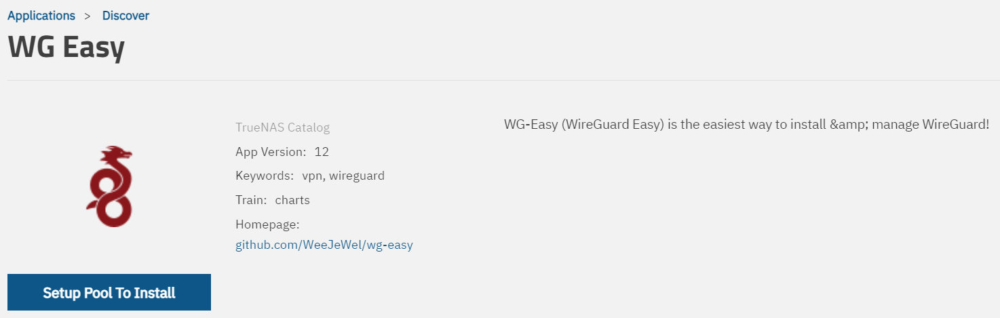 Applications > Discover
WG Easy
TrueNAS Catalog
App Version: 12
Keywords: vpn, wireguard
Train: charts
Homepage:
github.com/WeeJeWel/wg-easy
WG-Easy (WireGuard Easy) is the easiest way to install &amp; manage WireGuard!
Setup Pool To Install